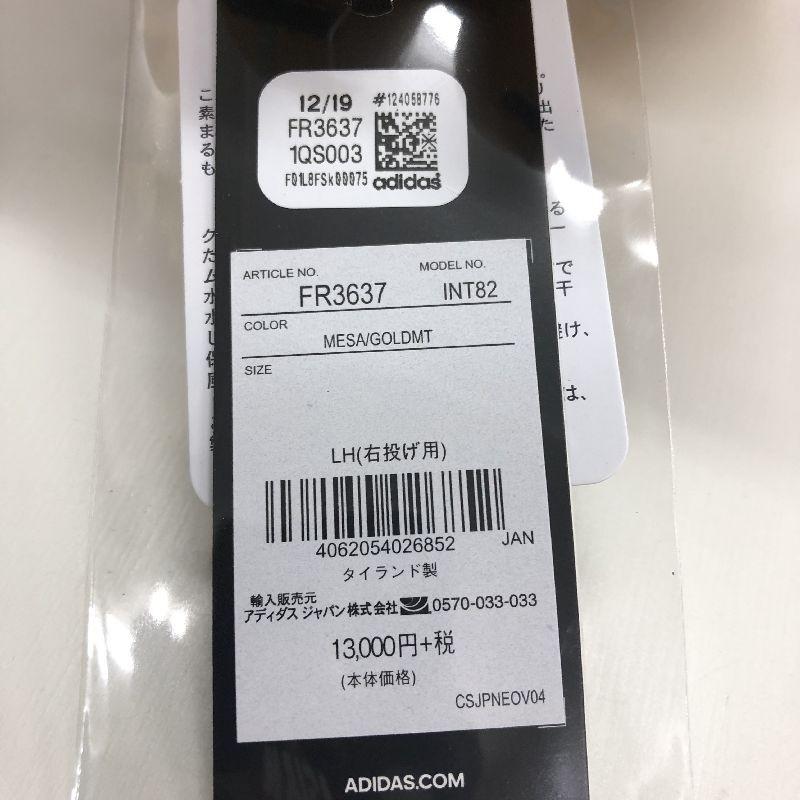 12/19 #124058776
FR3637
1QS003
F01L8FSk00075 adidas
ARTICLE NO. MODEL NO.
FR3637 INT82
COLOR
MESA/GOLDMT
SIZE
LH(右投げ用)
4062054026852 JAN
タイランド製
輸入販売元
アディダス ジャパン株式会社 0570-033-033
13,000円+税
(本体価格)
CSJPNEOV04
ADIDAS.COM